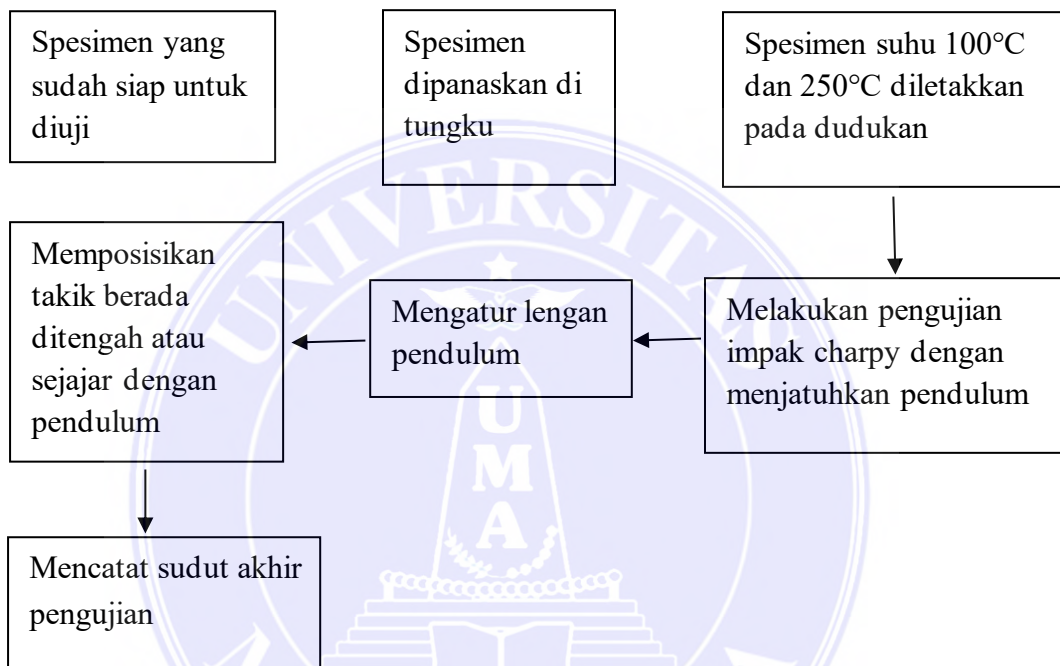 Spesimen yang
sudah siap untuk
diuji
Spesimen
dipanaskan di
tungku
Spesimen suhu 100°C
dan 250°C diletakkan
pada dudukan
Memposisikan
takik berada
ditengah atau
sejajar dengan
pendulum
Mengatur lengan
pendulum
Melakukan pengujian
impak charpy dengan
menjatuhkan pendulum
Mencatat sudut akhir
pengujian
UNIVERSITAS
UMA